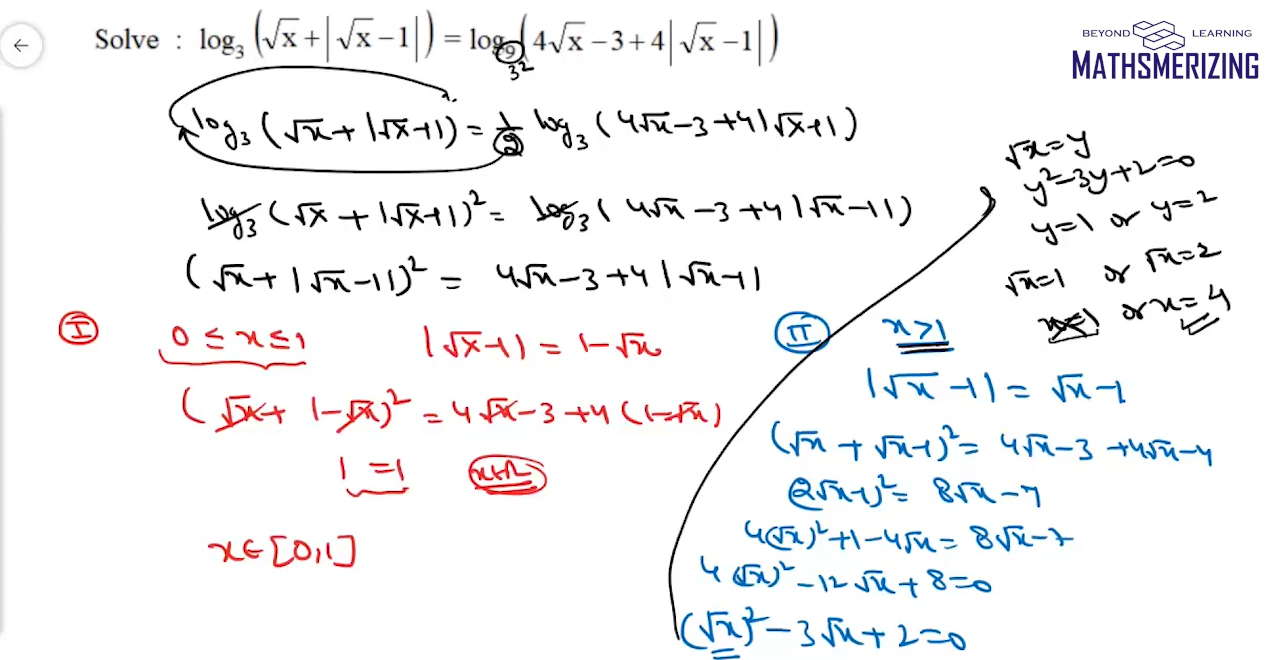 Solve : log₃(√x+|√x−1|) = log₉(4√x−3+4|√x−1|)
3²
BEYOND LEARNING
MATHSMERIZING
log₃(√x+|√x−1|) = 1/2 log₃(4√x−3+4|√x−1|)
log₃(√x+|√x−1|)² = log₃(4√x−3+4|√x−1|)
(√x+|√x−1|)² = 4√x−3+4|√x−1|
√x=y
y²−3y+2=0
y=1 or y=2
√x=1 or √x=2
x=1 or x=4
I
0≤x≤1 |√x−1| = 1−√x
(√x+1−√x)² = 4√x−3+4(1−√x)
1=1 x∈R
x∈[0,1]
II x>1
|√x−1| = √x−1
(√x+√x−1)² = 4√x−3+4√x−4
(2√x−1)² = 8√x−7
4(√x)²+1−4√x = 8√x−7
4(√x)²−12√x+8=0
(√x)²−3√x+2=0